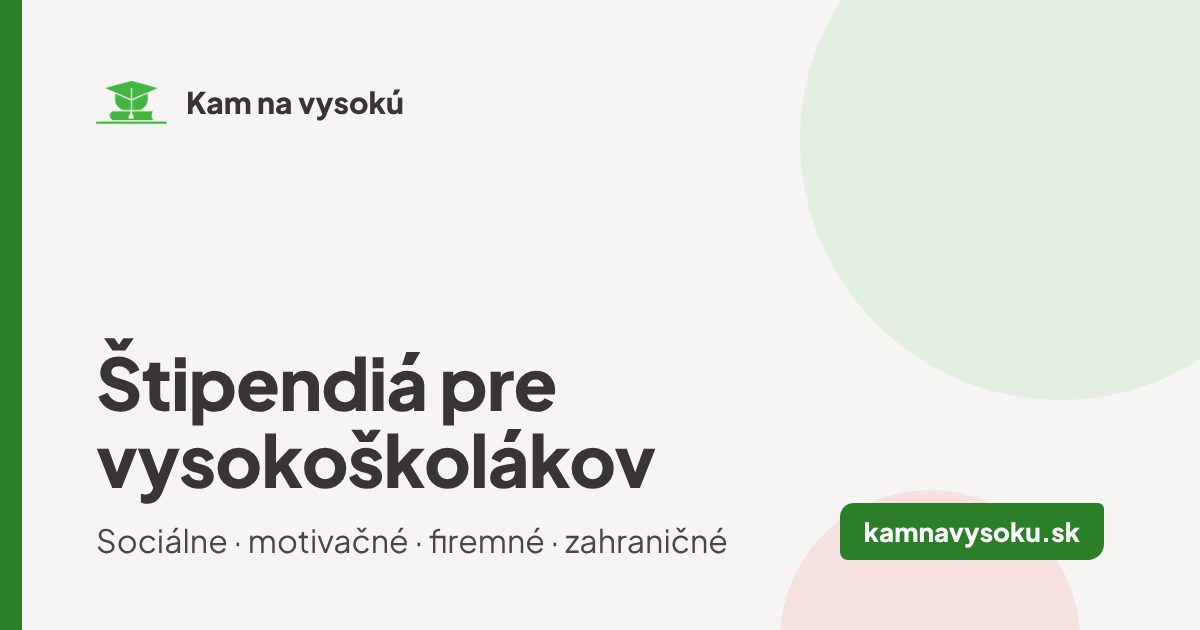 Kam na vysokú
Štipendiá pre
vysokoškolákov
Sociálne · motivačné · firemné · zahraničné
kamnavysoku.sk